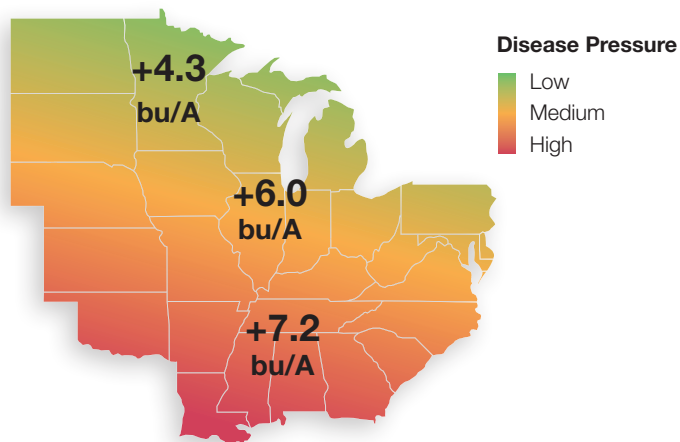 +4.3
bu/A
+6.0
bu/A
+7.2
bu/A
Disease Pressure
Low
Medium
High